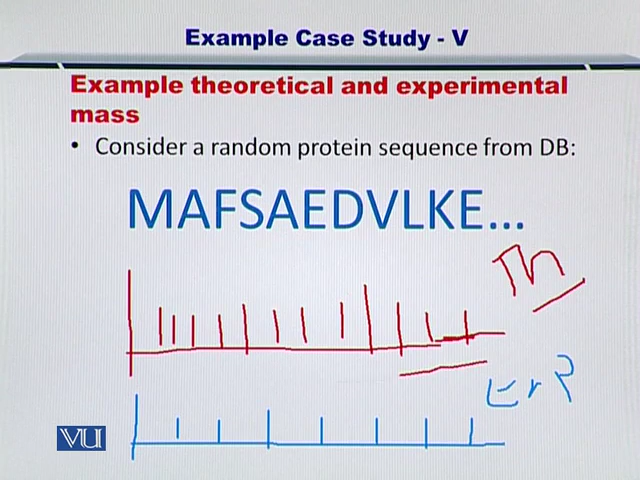 Example Case Study - V
Example theoretical and experimental
mass
• Consider a random protein sequence from DB:
MAFSAEDVLKE...
Th
Exp
VU